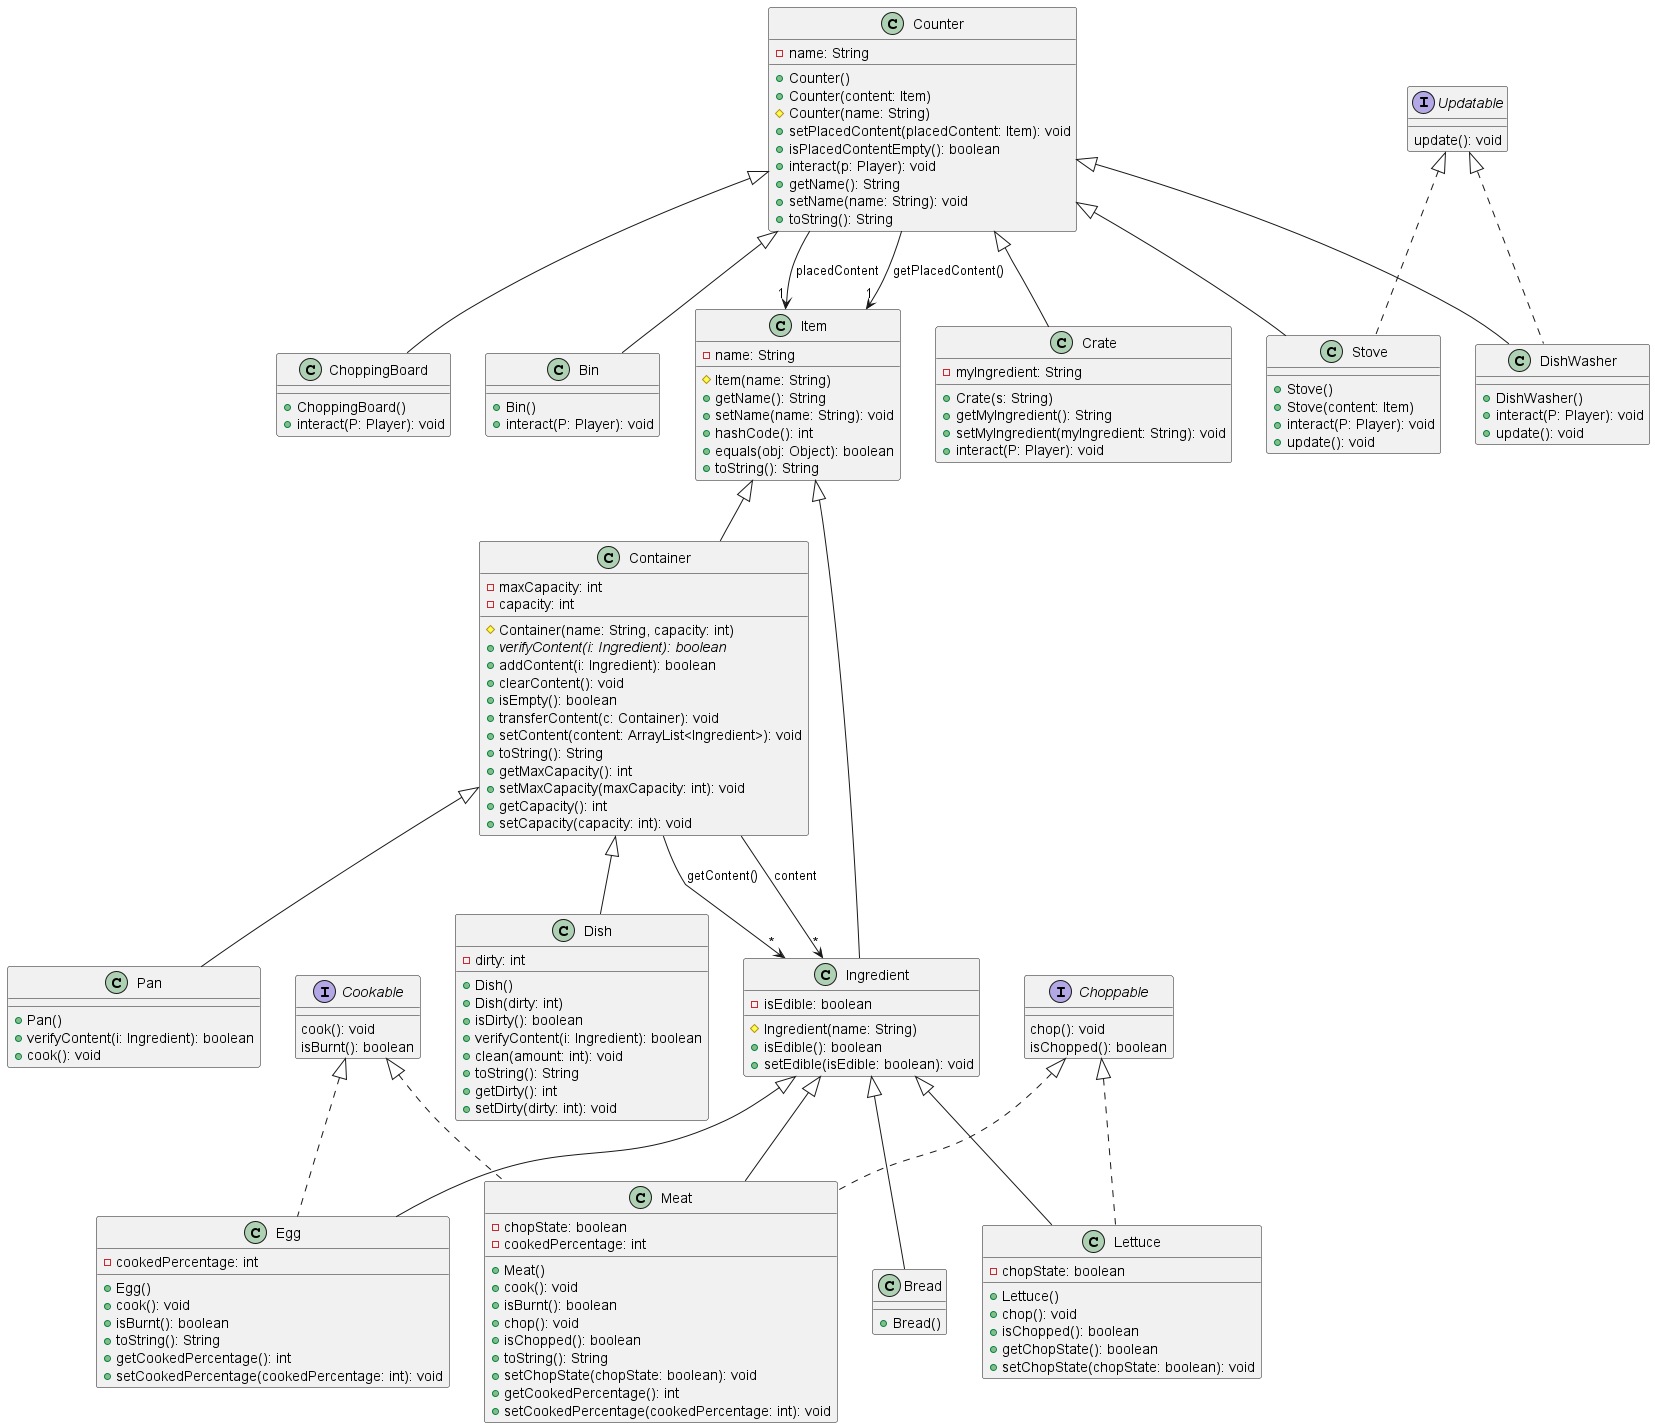 C Counter
name: String
Counter()
Counter(content: Item)
Counter(name: String)
setPlacedContent(placedContent: Item): void
isPlacedContentEmpty(): boolean
interact(p: Player): void
getName(): String
setName(name: String): void
toString(): String
I Updatable
update(): void
placedContent
1
getPlacedContent()
1
C ChoppingBoard
ChoppingBoard()
interact(P: Player): void
C Bin
Bin()
interact(P: Player): void
C Item
name: String
Item(name: String)
getName(): String
setName(name: String): void
hashCode(): int
equals(obj: Object): boolean
toString(): String
C Crate
myIngredient: String
Crate(s: String)
getMyIngredient(): String
setMyIngredient(myIngredient: String): void
interact(P: Player): void
C Stove
Stove()
Stove(content: Item)
interact(P: Player): void
update(): void
C DishWasher
DishWasher()
interact(P: Player): void
update(): void
C Container
maxCapacity: int
capacity: int
Container(name: String, capacity: int)
verifyContent(i: Ingredient): boolean
addContent(i: Ingredient): boolean
clearContent(): void
isEmpty(): boolean
transferContent(c: Container): void
setContent(content: ArrayList<Ingredient>): void
toString(): String
getMaxCapacity(): int
setMaxCapacity(maxCapacity: int): void
getCapacity(): int
setCapacity(capacity: int): void
getContent()
*
content
*
C Pan
Pan()
verifyContent(i: Ingredient): boolean
cook(): void
I Cookable
cook(): void
isBurnt(): boolean
C Dish
dirty: int
Dish()
Dish(dirty: int)
isDirty(): boolean
verifyContent(i: Ingredient): boolean
clean(amount: int): void
toString(): String
getDirty(): int
setDirty(dirty: int): void
C Ingredient
isEdible: boolean
Ingredient(name: String)
isEdible(): boolean
setEdible(isEdible: boolean): void
I Choppable
chop(): void
isChopped(): boolean
C Egg
cookedPercentage: int
Egg()
cook(): void
isBurnt(): boolean
toString(): String
getCookedPercentage(): int
setCookedPercentage(cookedPercentage: int): void
C Meat
chopState: boolean
cookedPercentage: int
Meat()
cook(): void
isBurnt(): boolean
chop(): void
isChopped(): boolean
toString(): String
setChopState(chopState: boolean): void
getCookedPercentage(): int
setCookedPercentage(cookedPercentage: int): void
C Bread
Bread()
C Lettuce
chopState: boolean
Lettuce()
chop(): void
isChopped(): boolean
getChopState(): boolean
setChopState(chopState: boolean): void